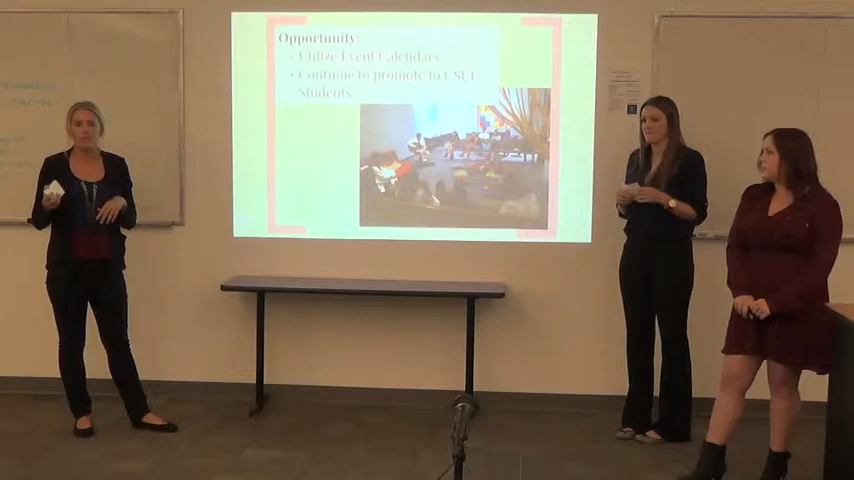 Opportunity:
• Utilize Event Calendars
• Continue to promote to CSUF
Students